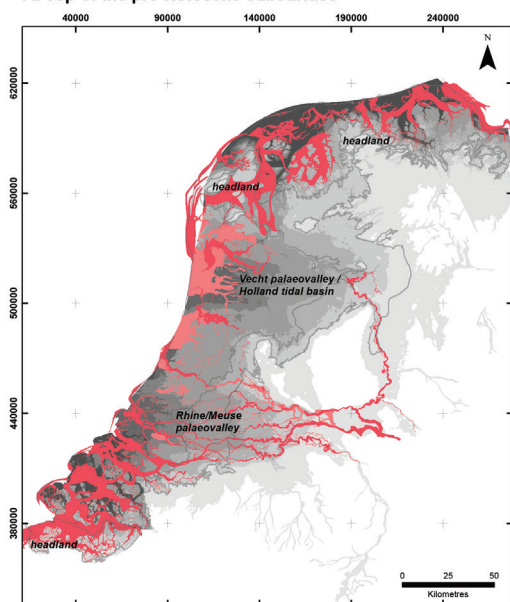 40000 90000 140000 190000 240000
N
620000
headland
headland
560000
Vecht palaeovalley /
Holland tidal basin
500000
440000
Rhine/Meuse
palaeovalley
380000
headland
0 25 50
Kilometres